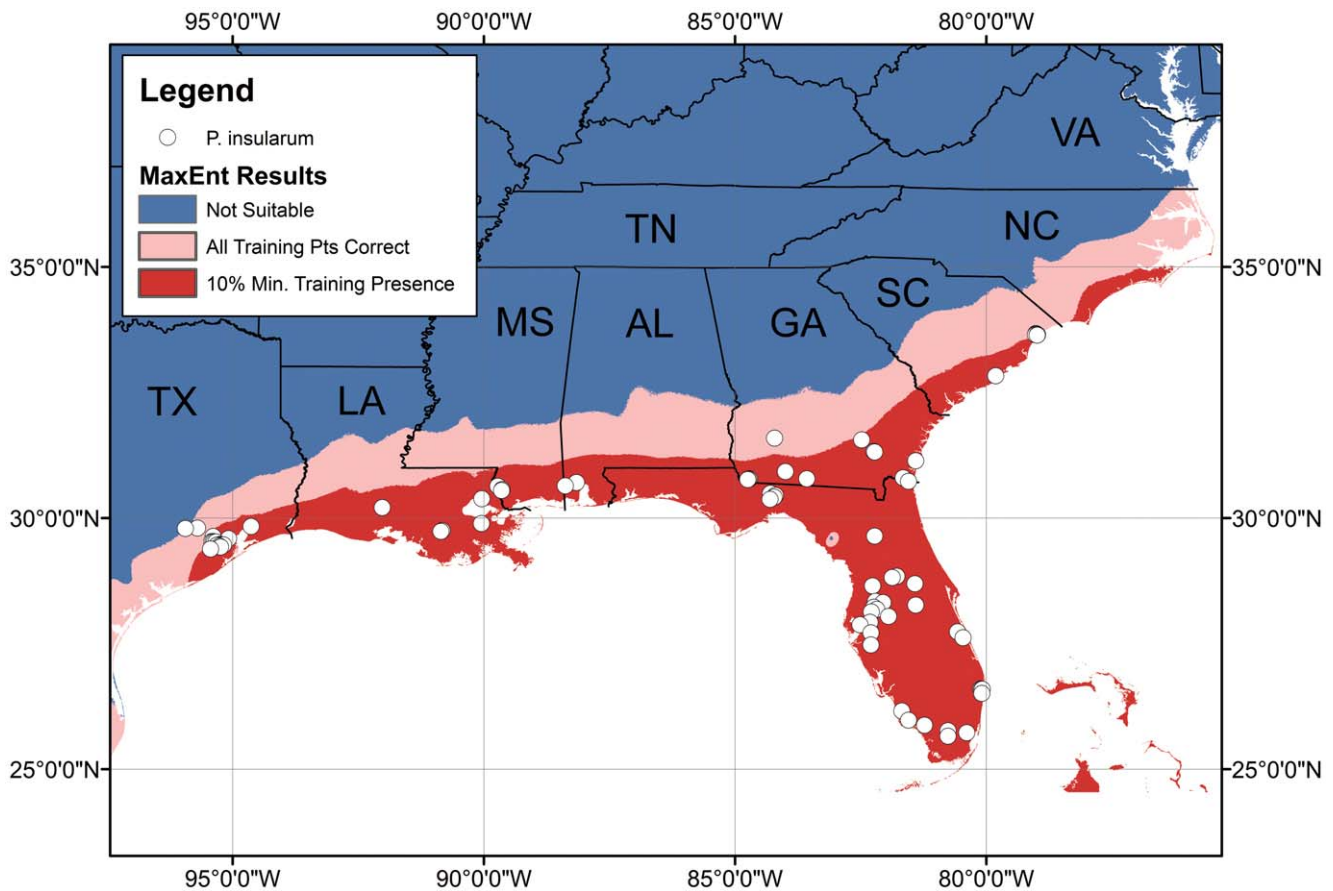 95°0'0"W 90°0'0"W 85°0'0"W 80°0'0"W
Legend
P. insularum
MaxEnt Results
Not Suitable
All Training Pts Correct
10% Min. Training Presence
VA
TN
NC
35°0'0"N 35°0'0"N
SC
MS AL GA
TX LA
30°0'0"N 30°0'0"N
25°0'0"N 25°0'0"N
95°0'0"W 90°0'0"W 85°0'0"W 80°0'0"W